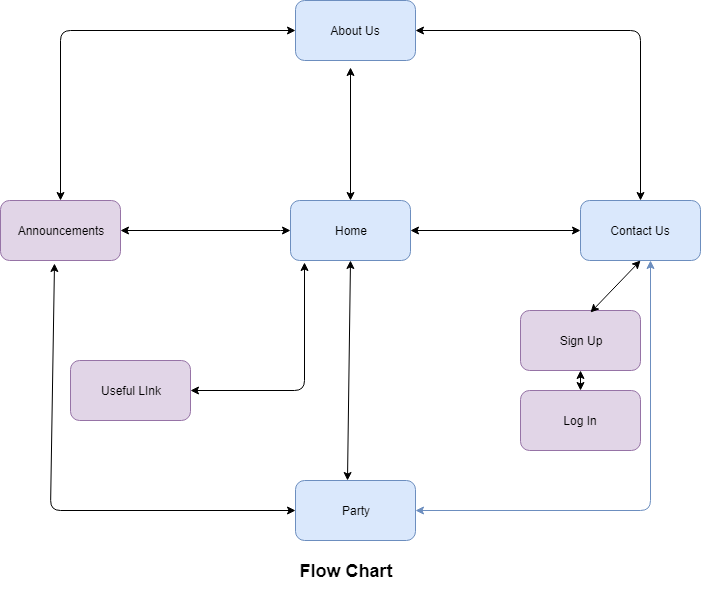 About Us
Announcements
Home
Contact Us
Sign Up
Useful LInk
Log In
Party
Flow Chart